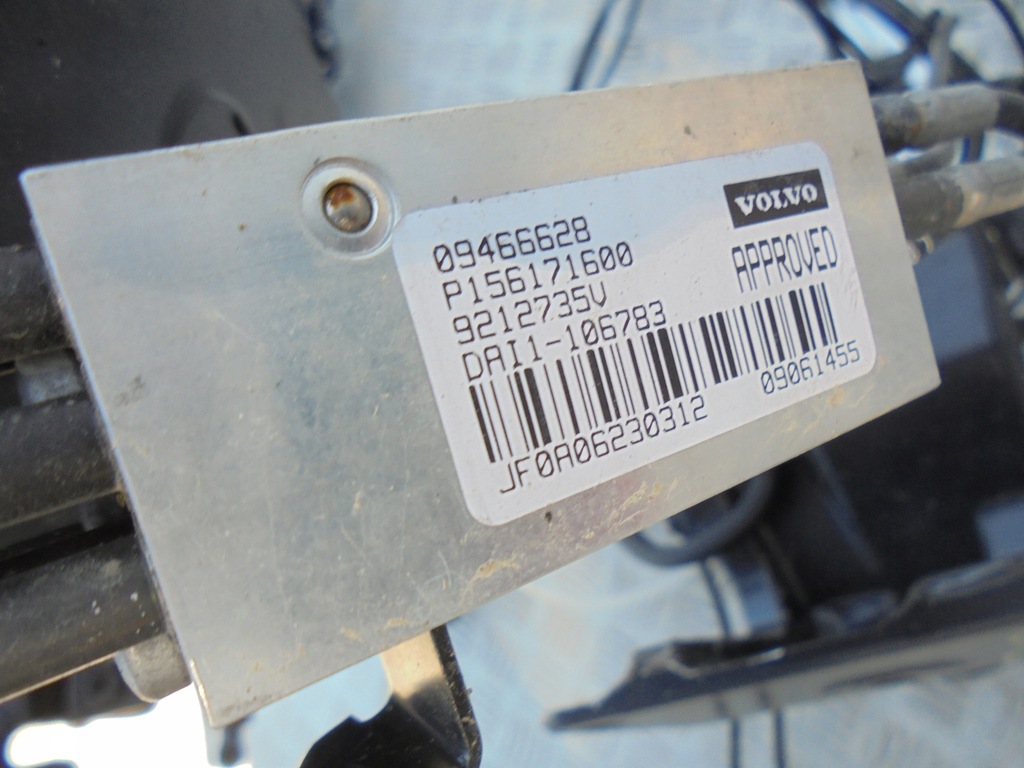 VOLVO
APPROVED
09466628
P156171600
9212735V
DAI1-106783
JF0A06230312
09061455